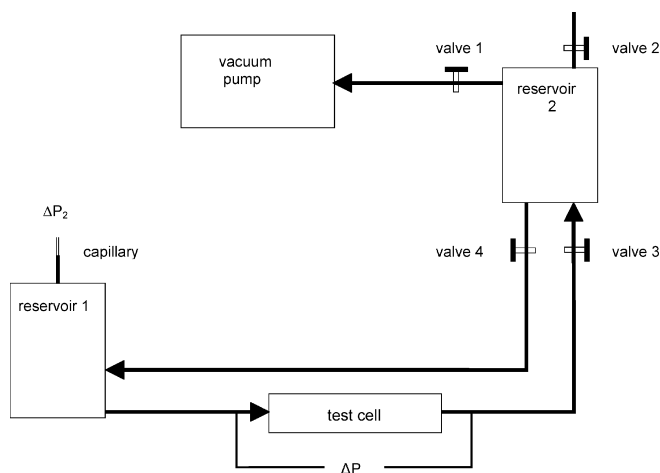 valve 1
valve 2
vacuum
pump
reservoir
2
ΔP₂
capillary
valve 4
valve 3
reservoir 1
test cell
ΔP